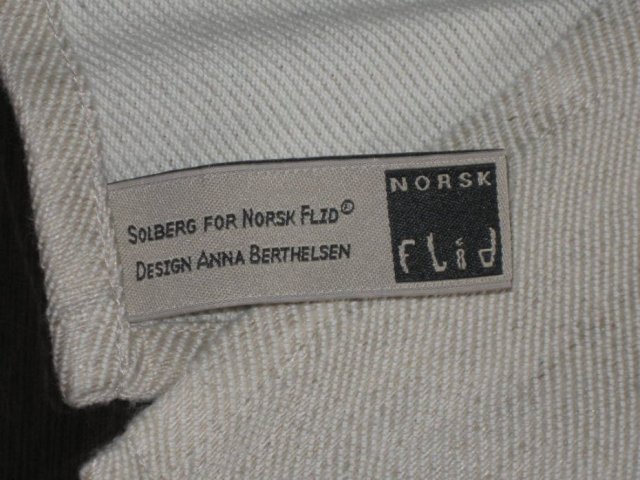 SOLBERG FOR NORSK FLID®
DESIGN ANNA BERTHELSEN
NORSK
FLid